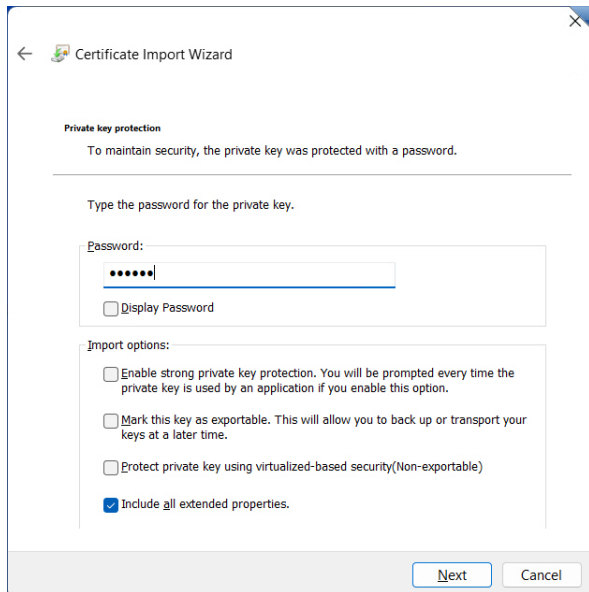 Certificate Import Wizard
Private key protection
To maintain security, the private key was protected with a password.
Type the password for the private key.
Password:
••••••
Display Password
Import options:
Enable strong private key protection. You will be prompted every time the
private key is used by an application if you enable this option.
Mark this key as exportable. This will allow you to back up or transport your
keys at a later time.
Protect private key using virtualized-based security(Non-exportable)
Include all extended properties.
Next
Cancel